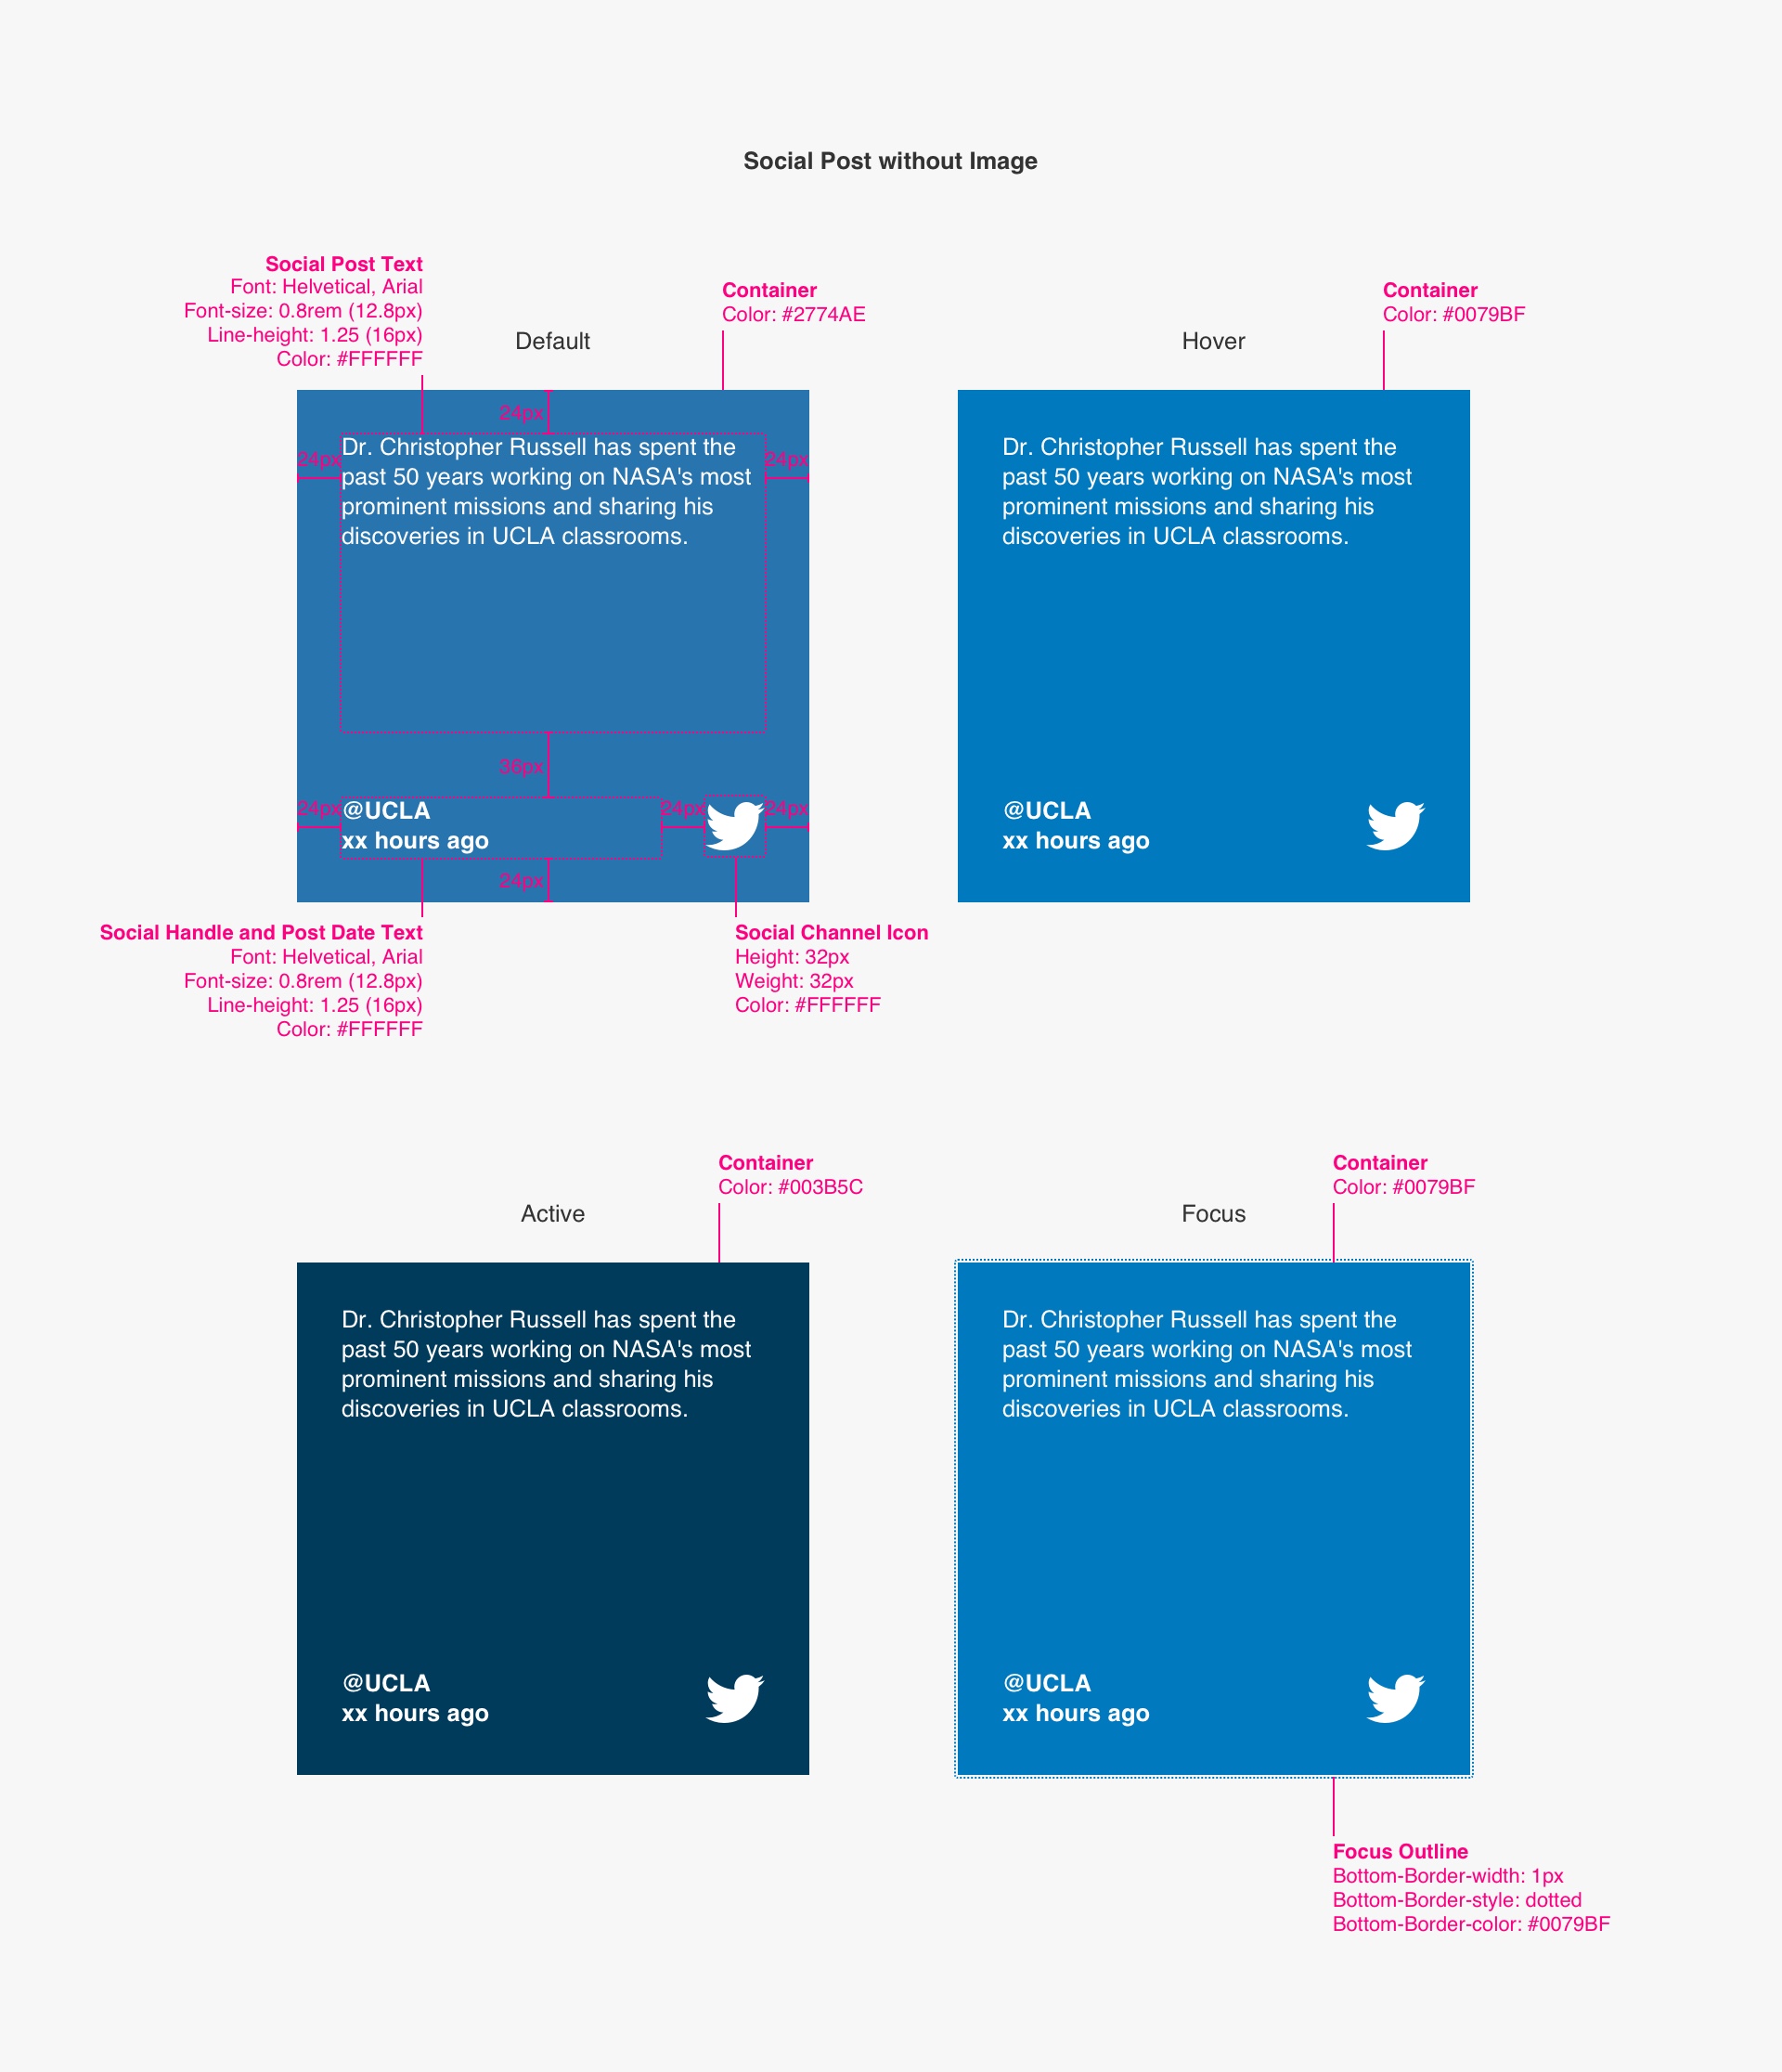 Social Post without Image
Social Post Text
Font: Helvetical, Arial
Font-size: 0.8rem (12.8px)
Line-height: 1.25 (16px)
Color: #FFFFFF
Container
Color: #2774AE
Default
24px
24px
24px
Dr. Christopher Russell has spent the
past 50 years working on NASA's most
prominent missions and sharing his
discoveries in UCLA classrooms.
36px
24px
@UCLA
xx hours ago
24px
24px
24px
Social Handle and Post Date Text
Font: Helvetical, Arial
Font-size: 0.8rem (12.8px)
Line-height: 1.25 (16px)
Color: #FFFFFF
Social Channel Icon
Height: 32px
Weight: 32px
Color: #FFFFFF
Container
Color: #0079BF
Hover
Dr. Christopher Russell has spent the
past 50 years working on NASA's most
prominent missions and sharing his
discoveries in UCLA classrooms.
@UCLA
xx hours ago
Container
Color: #003B5C
Active
Dr. Christopher Russell has spent the
past 50 years working on NASA's most
prominent missions and sharing his
discoveries in UCLA classrooms.
@UCLA
xx hours ago
Container
Color: #0079BF
Focus
Dr. Christopher Russell has spent the
past 50 years working on NASA's most
prominent missions and sharing his
discoveries in UCLA classrooms.
@UCLA
xx hours ago
Focus Outline
Bottom-Border-width: 1px
Bottom-Border-style: dotted
Bottom-Border-color: #0079BF